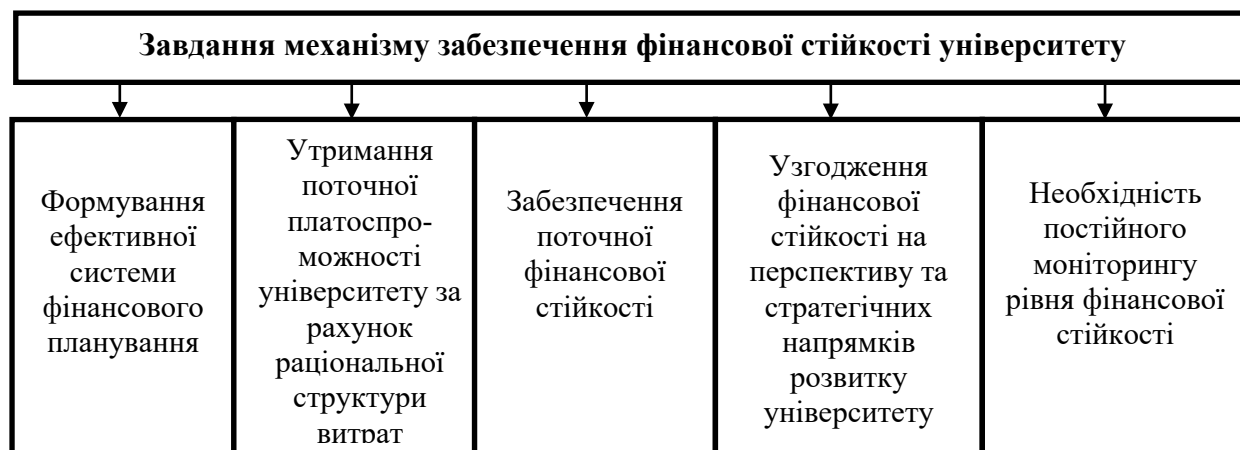 Завдання механізму забезпечення фінансової стійкості університету
Формування
ефективної
системи
фінансового
планування
Утримання
поточної
платоспро-
можності
університету за
рахунок
раціональної
структури
витрат
Забезпечення
поточної
фінансової
стійкості
Узгодження
фінансової
стійкості на
перспективу та
стратегічних
напрямків
розвитку
університету
Необхідність
постійного
моніторингу
рівня фінансової
стійкості